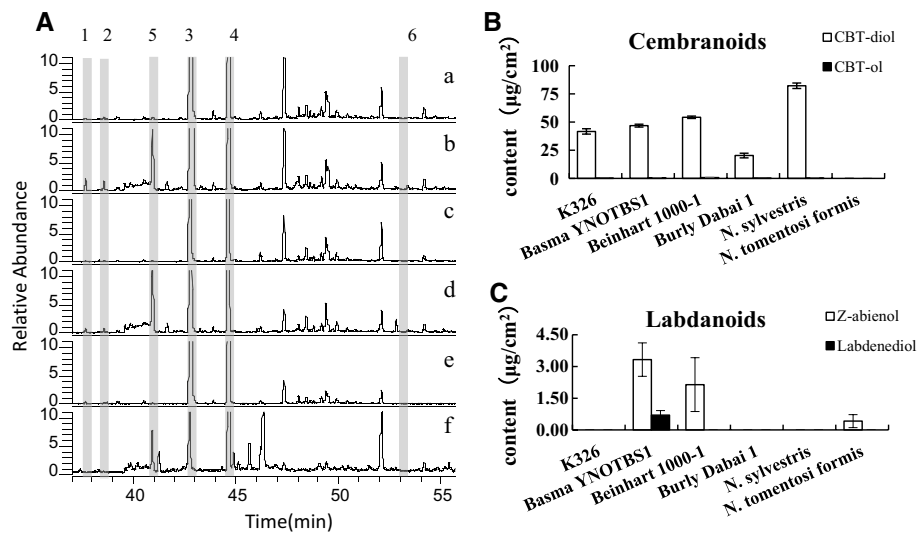 A
1 2 5 3 4 6
10
5
0
a
10
5
0
b
10
5
0
c
10
5
0
d
10
5
0
e
10
5
0
f
40 45 50 55
Time(min)
Relative Abundance
B
Cembranoids
CBT-diol
CBT-ol
content (μg/cm²)
100
75
50
25
0
K326
Basma YNOTBS1
Beinhart 1000-1
Burly Dabai 1
N. sylvestris
N. tomentosi formis
C
Labdanoids
Z-abienol
Labdenediol
content (μg/cm²)
4.50
3.00
1.50
0.00
K326
Basma YNOTBS1
Beinhart 1000-1
Burly Dabai 1
N. sylvestris
N. tomentosi formis